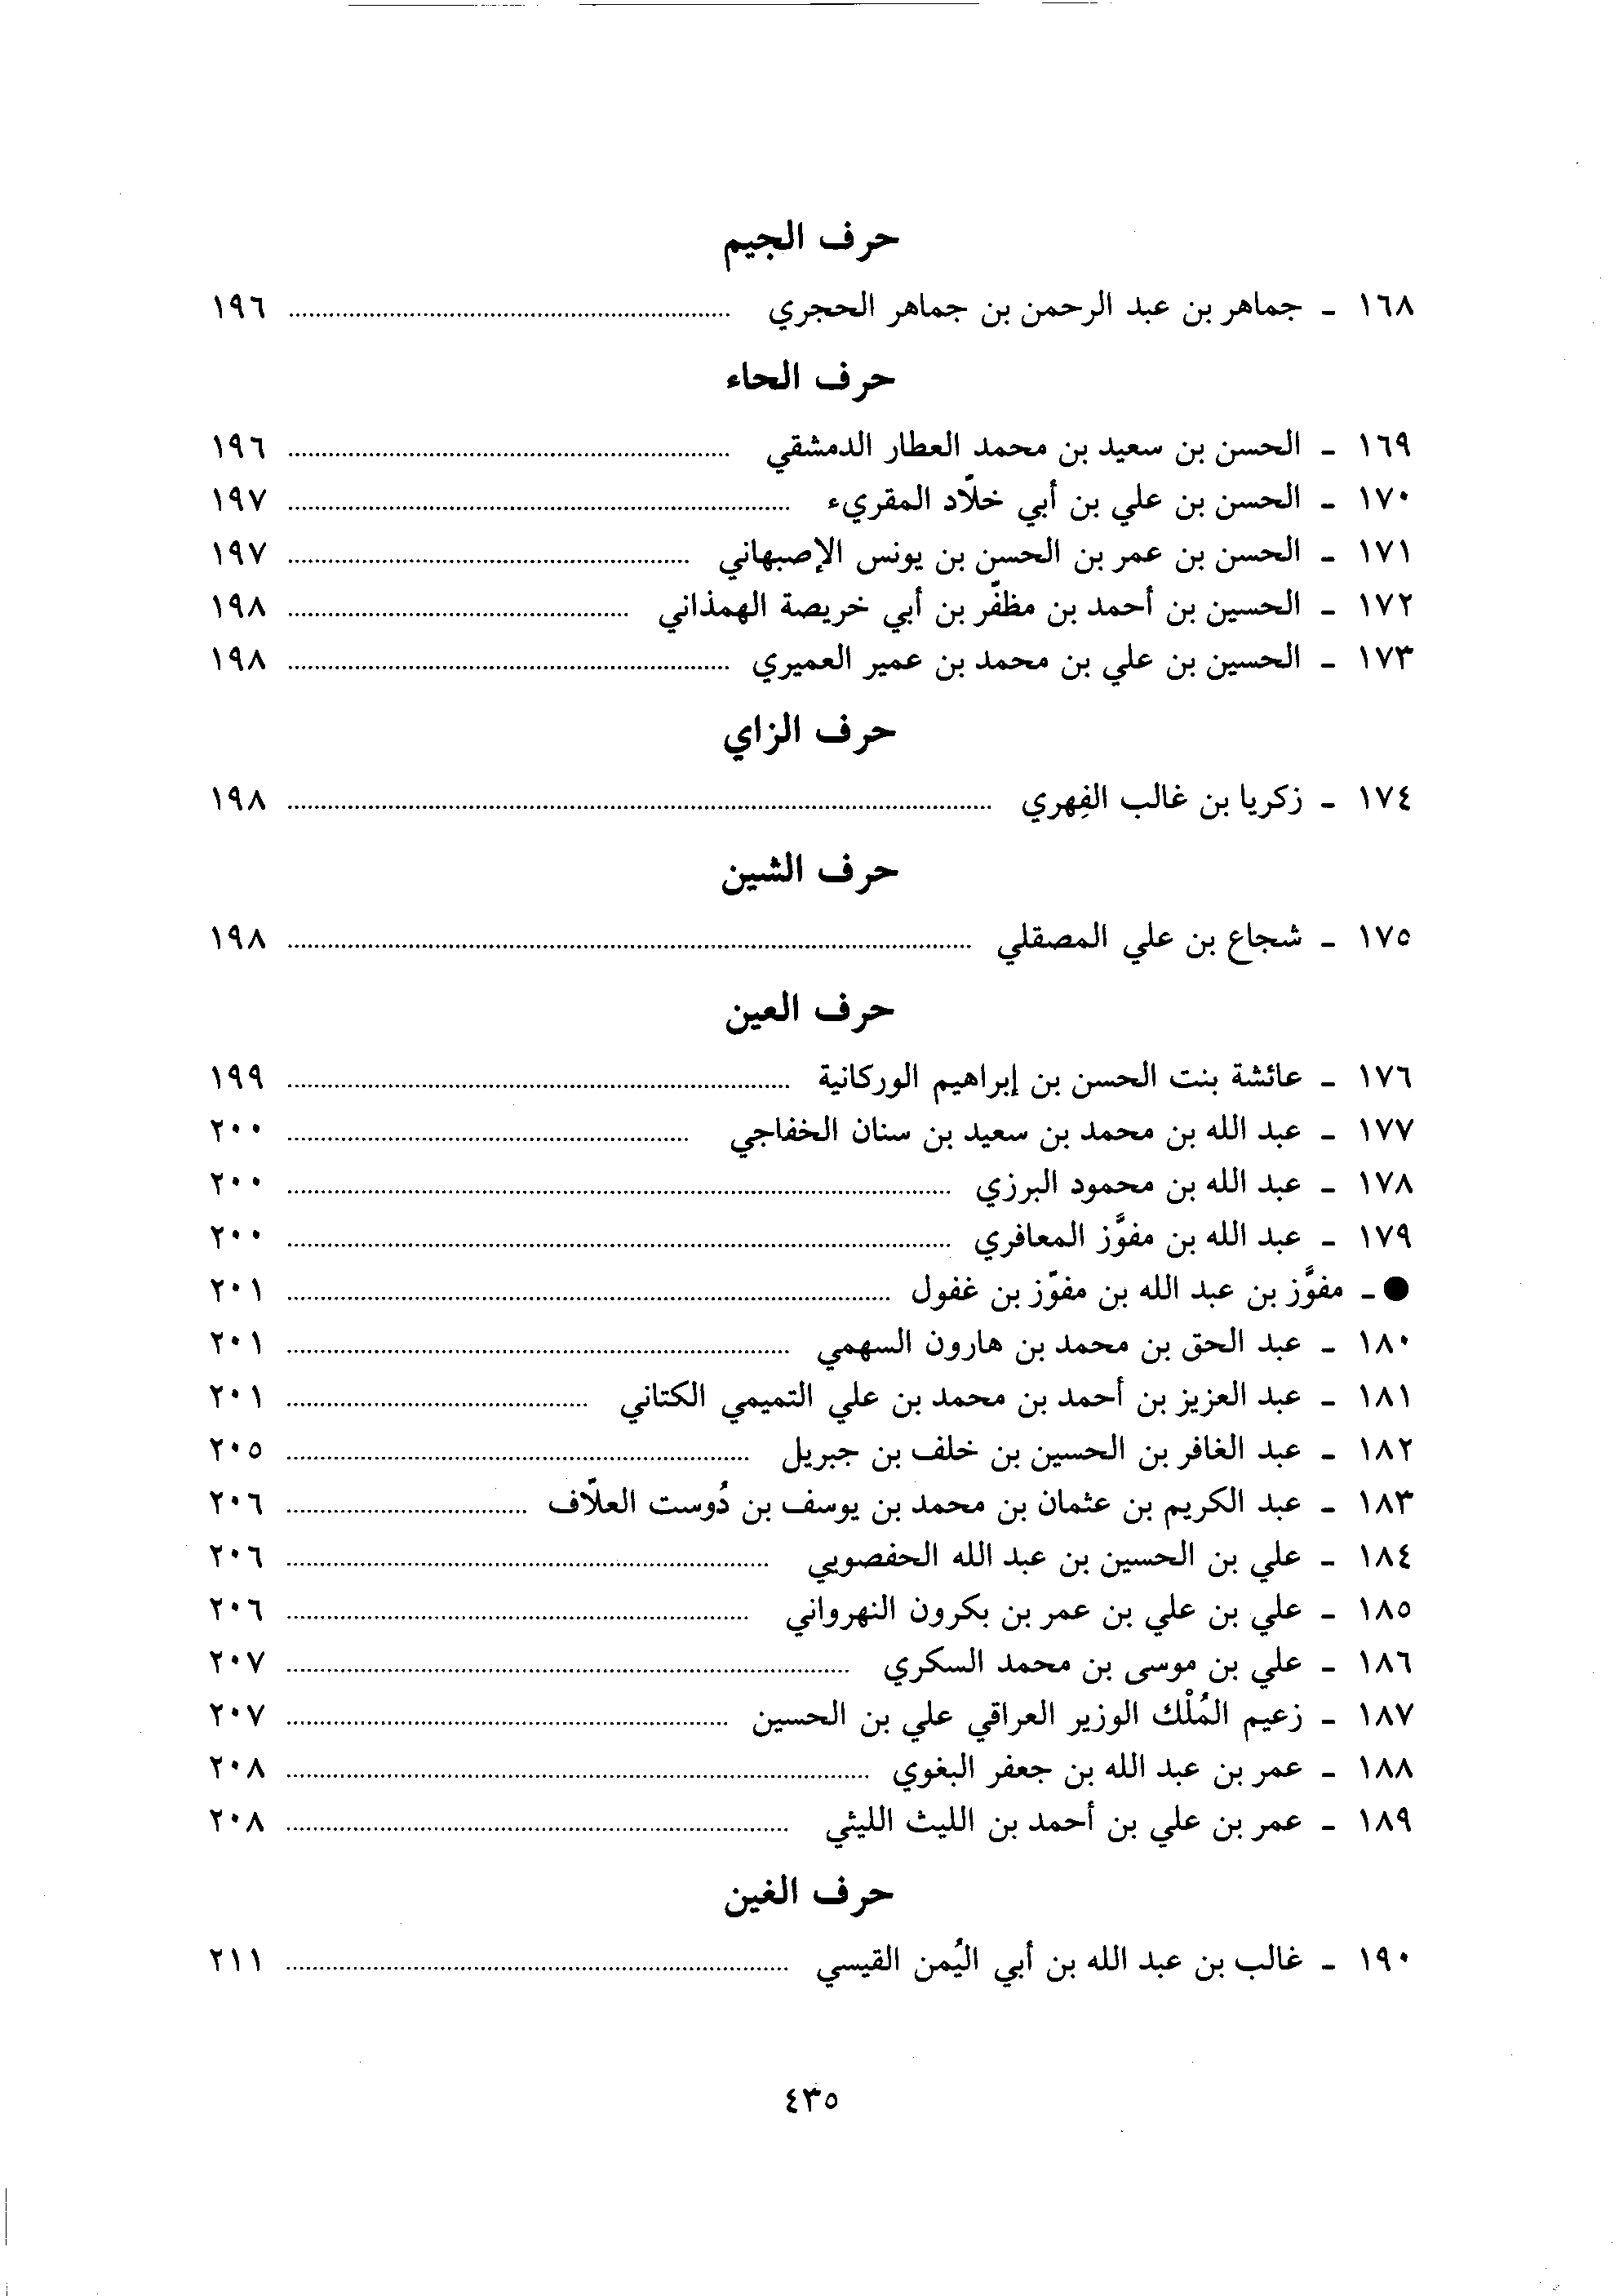 حرف الجيم
١٦٨ - جماهر بن عبد الرحمن بن جماهر الحجري ........ ١٩٦
حرف الحاء
١٦٩ - الحسن بن سعيد بن محمد العطار الدمشقي ........ ١٩٦
١٧٠ - الحسن بن علي بن أبي خلّاد المقريء ........ ١٩٧
١٧١ - الحسن بن عمر بن الحسن بن يونس الإصبهاني ........ ١٩٧
١٧٢ - الحسين بن أحمد بن مظفّر بن أبي خريصة الهمذاني ........ ١٩٨
١٧٣ - الحسين بن علي بن محمد بن عمير العميري ........ ١٩٨
حرف الزاي
١٧٤ - زكريا بن غالب الفِهري ........ ١٩٨
حرف الشين
١٧٥ - شجاع بن علي المصقلي ........ ١٩٨
حرف العين
١٧٦ - عائشة بنت الحسن بن إبراهيم الوركانية ........ ١٩٩
١٧٧ - عبد الله بن محمد بن سعيد بن سنان الخفاجي ........ ٢٠٠
١٧٨ - عبد الله بن محمود البرزي ........ ٢٠٠
١٧٩ - عبد الله بن مفوَّز المعافري ........ ٢٠٠
● - مفوَّز بن عبد الله بن مفوّز بن غفول ........ ٢٠١
١٨٠ - عبد الحق بن محمد بن هارون السهمي ........ ٢٠١
١٨١ - عبد العزيز بن أحمد بن محمد بن علي التميمي الكتاني ........ ٢٠١
١٨٢ - عبد الغافر بن الحسين بن خلف بن جبريل ........ ٢٠٥
١٨٣ - عبد الكريم بن عثمان بن محمد بن يوسف بن دُوست العلّاف ........ ٢٠٦
١٨٤ - علي بن الحسين بن عبد الله الحفصويي ........ ٢٠٦
١٨٥ - علي بن علي بن عمر بن بكرون النهرواني ........ ٢٠٦
١٨٦ - علي بن موسى بن محمد السكري ........ ٢٠٧
١٨٧ - زعيم المُلْك الوزير العراقي علي بن الحسين ........ ٢٠٧
١٨٨ - عمر بن عبد الله بن جعفر البغوي ........ ٢٠٨
١٨٩ - عمر بن علي بن أحمد بن الليث الليثي ........ ٢٠٨
حرف الغين
١٩٠ - غالب بن عبد الله بن أبي اليُمن القيسي ........ ٢١١
٤٣٥